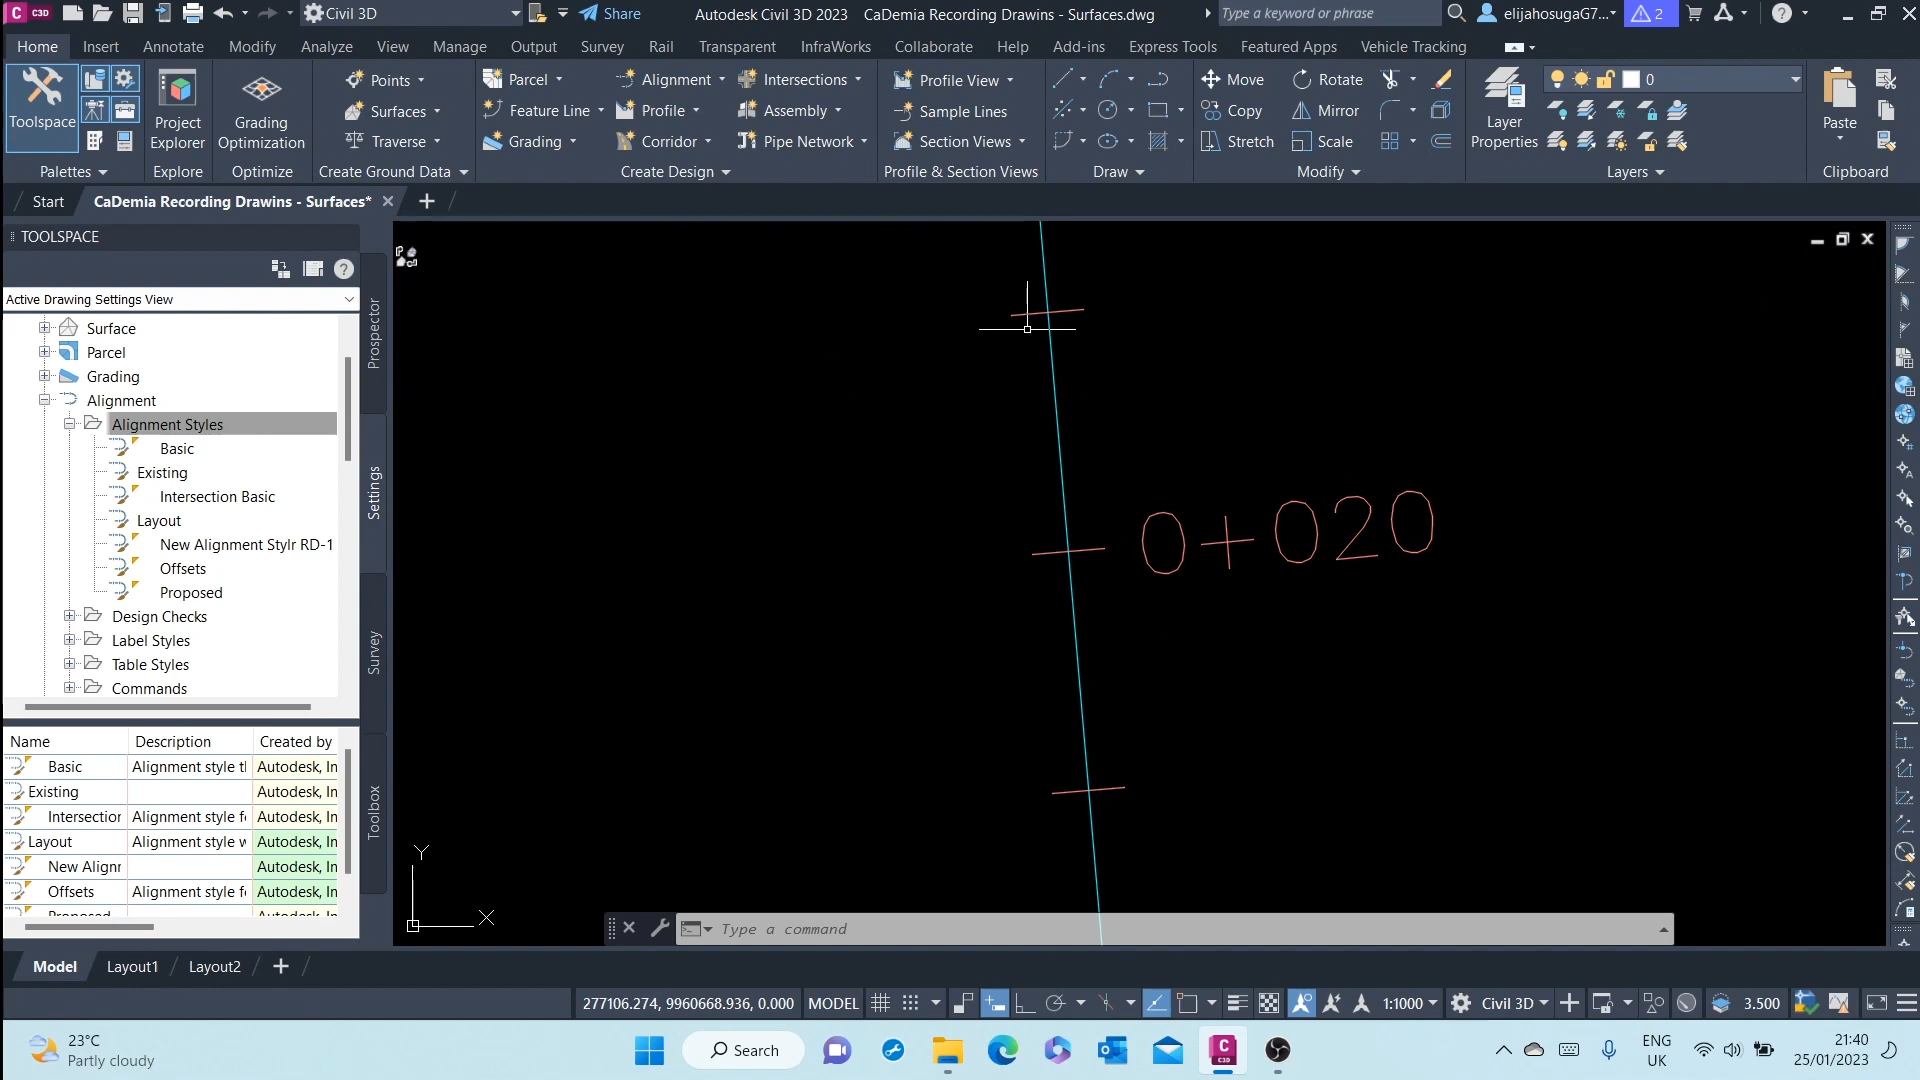 C C3D Civil 3D Share Autodesk Civil 3D 2023 CaDemia Recording Drawins - Surfaces.dwg Type a keyword or phrase elijahosugaG7... 2
Home Insert Annotate Modify Analyze View Manage Output Survey Rail Transparent InfraWorks Collaborate Help Add-ins Express Tools Featured Apps Vehicle Tracking
Points Parcel Alignment Intersections Profile View Move Rotate 0
Toolspace Project Explorer Grading Optimization Surfaces Feature Line Profile Assembly Sample Lines Copy Mirror Layer Properties Paste
Traverse Grading Corridor Pipe Network Section Views Stretch Scale
Palettes Explore Optimize Create Ground Data Create Design Profile & Section Views Draw Modify Layers Clipboard
Start CaDemia Recording Drawins - Surfaces*
TOOLSPACE
Active Drawing Settings View
Surface
Parcel
Grading
Alignment
Alignment Styles
Basic
Existing
Intersection Basic
Layout
New Alignment Stylr RD-1
Offsets
Proposed
Design Checks
Label Styles
Table Styles
Commands
Prospector
Settings
Survey
Toolbox
Name Description Created by
Basic Alignment style tl Autodesk, In
Existing Autodesk, In
Intersectior Alignment style fo Autodesk, In
Layout Alignment style w Autodesk, In
New Alignr Autodesk, In
Offsets Alignment style fo Autodesk, In
Proposed Autodesk, In
0+020
Y
X
Type a command
Model Layout1 Layout2
277106.274, 9960668.936, 0.000 MODEL 1:1000 Civil 3D 3.500
23°C
Partly cloudy
Search
ENG
UK
21:40
25/01/2023